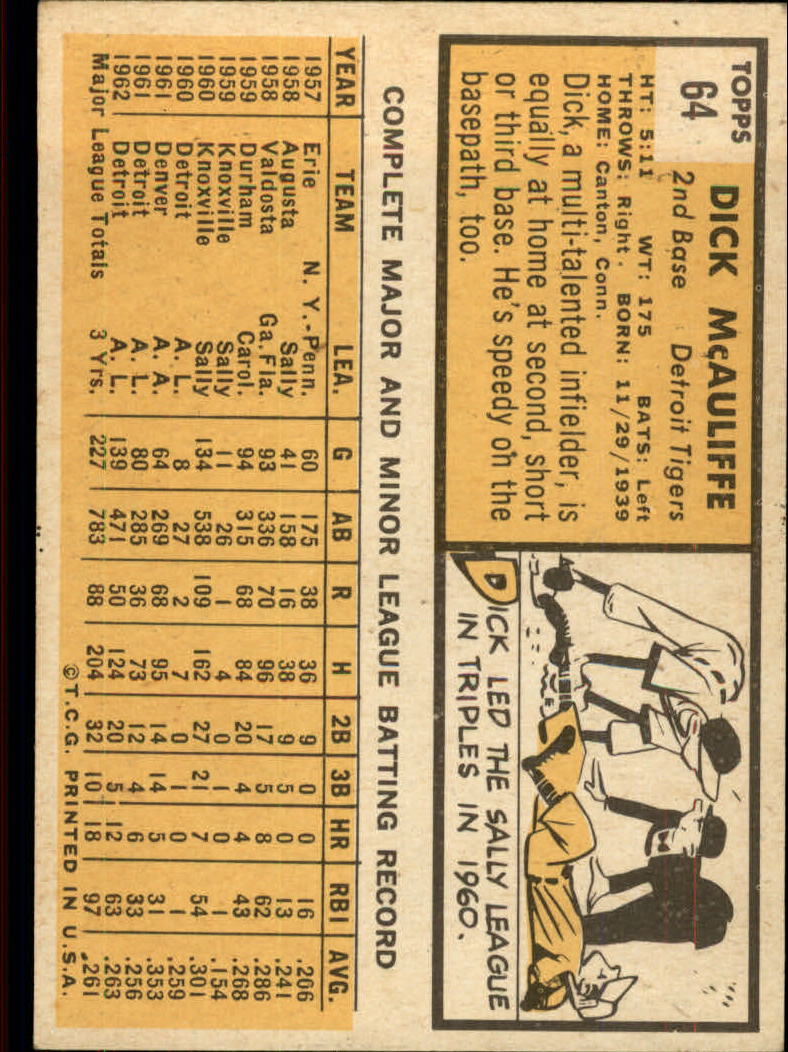 TOPPS
64
DICK McAULIFFE
2nd Base Detroit Tigers
HT: 5:11 WT: 175 BATS: Left
THROWS: Right. BORN: 11/29/1939
HOME: Canton, Conn.
Dick, a multi-talented infielder, is
equally at home at second, short
or third base. He's speedy on the
basepath, too.
DICK LED THE SALLY LEAGUE
IN TRIPLES IN 1960.
COMPLETE MAJOR AND MINOR LEAGUE BATTING RECORD
YEAR TEAM LEA. G AB R H 2B 3B HR RBI AVG.
1957 Erie N. Y.-Penn. 60 175 38 36 9 0 0 16 .206
1958 Augusta Sally 41 158 16 38 9 5 0 13 .241
1958 Valdosta Ga. Fla. 93 336 70 96 17 5 8 62 .286
1959 Durham Carol. 94 315 68 84 20 4 4 43 .268
1959 Knoxville Sally 11 26 1 4 0 1 0 1 .154
1960 Knoxville Sally 134 538 109 162 27 21 7 54 .301
1960 Detroit A. L. 8 27 2 7 0 1 0 1 .259
1961 Denver A. A. 64 269 68 95 14 14 5 31 .353
1961 Detroit A. L. 80 285 36 73 12 4 6 33 .256
1962 Detroit A. L. 139 471 50 124 20 5 12 63 .263
Major League Totals 3 Yrs. 227 783 88 204 32 10 18 97 .261
©T.C.G. PRINTED IN U.S.A.